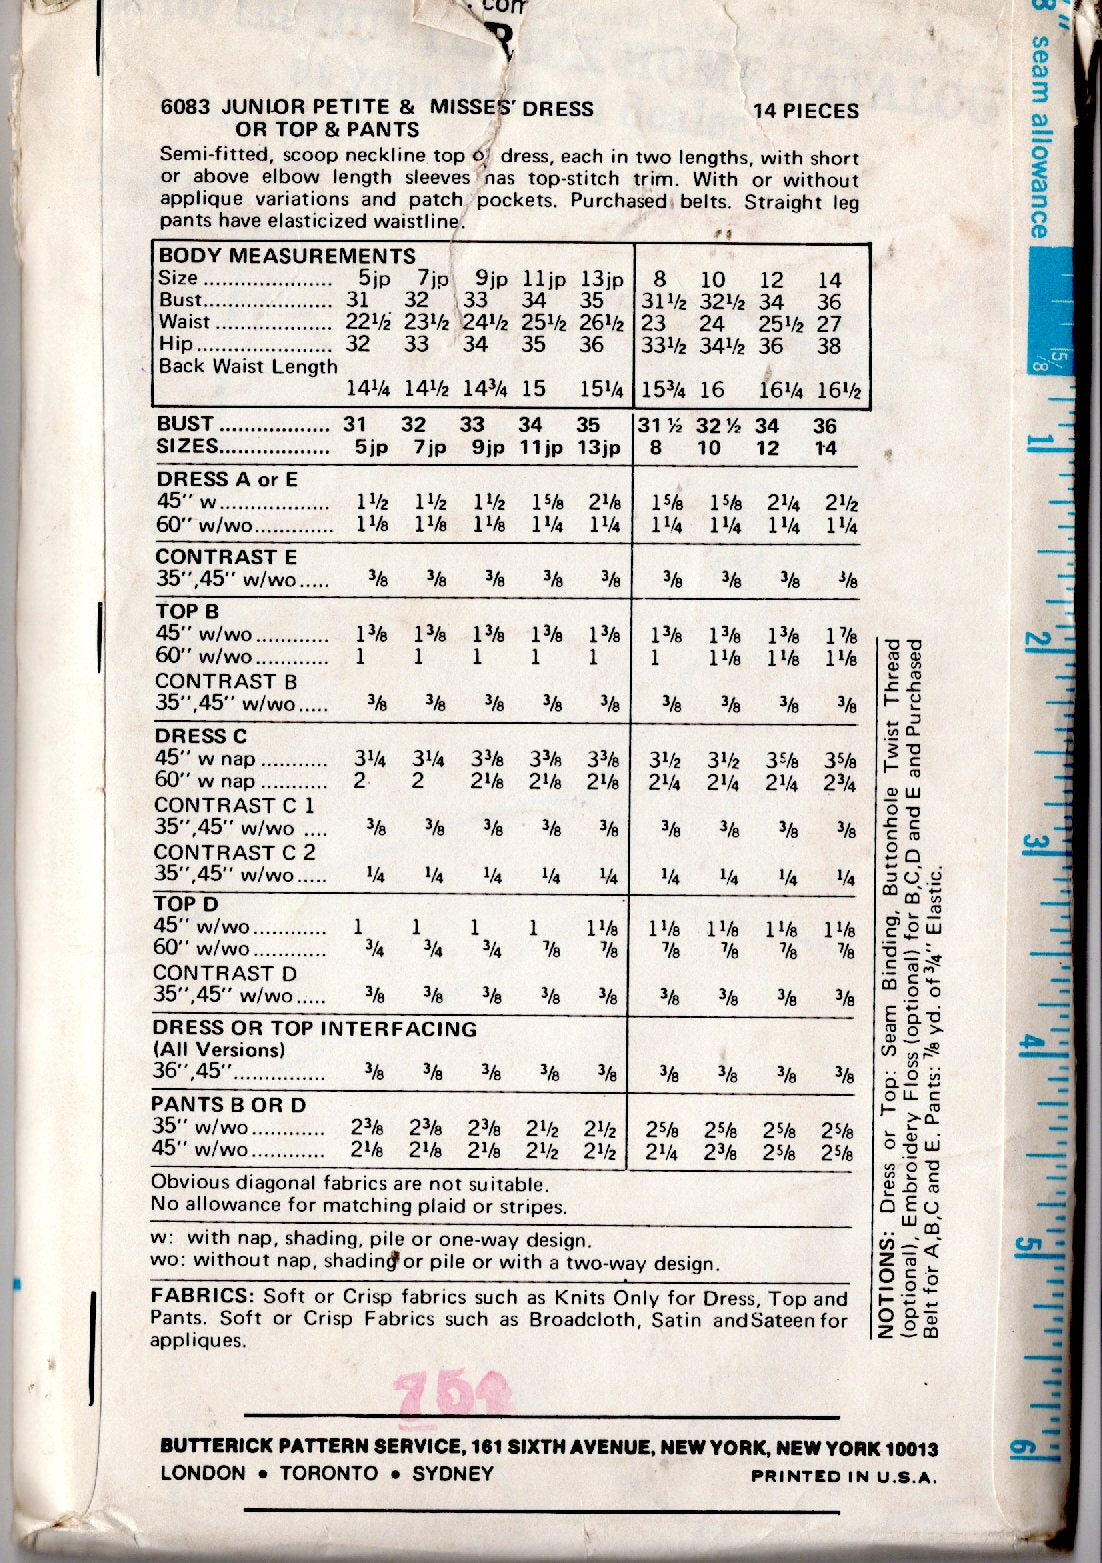 6083 JUNIOR PETITE & MISSES' DRESS 14 PIECES
OR TOP & PANTS
Semi-fitted, scoop neckline top o dress, each in two lengths, with short
or above elbow length sleeves has top-stitch trim. With or without
applique variations and patch pockets. Purchased belts. Straight leg
pants have elasticized waistline.
BODY MEASUREMENTS
Size ...................... 5jp 7jp 9jp 11jp 13jp 8 10 12 14
Bust...................... 31 32 33 34 35 31½ 32½ 34 36
Waist .................... 22½ 23½ 24½ 25½ 26½ 23 24 25½ 27
Hip ....................... 32 33 34 35 36 33½ 34½ 36 38
Back Waist Length
14¼ 14½ 14¾ 15 15¼ 15¾ 16 16¼ 16½
BUST .................. 31 32 33 34 35 31 ½ 32 ½ 34 36
SIZES.................. 5jp 7jp 9jp 11jp 13jp 8 10 12 14
DRESS A or E
45" w................... 1½ 1½ 1½ 1⅝ 2⅛ 1⅝ 1⅝ 2¼ 2½
60" w/wo............. 1⅛ 1⅛ 1⅛ 1¼ 1¼ 1¼ 1¼ 1¼ 1¼
CONTRAST E
35",45" w/wo..... ⅜ ⅜ ⅜ ⅜ ⅜ ⅜ ⅜ ⅜ ⅜
TOP B
45" w/wo............ 1⅜ 1⅜ 1⅜ 1⅜ 1⅜ 1⅜ 1⅜ 1⅜ 1⅞
60" w/wo............ 1 1 1 1 1 1 1⅛ 1⅛ 1⅛
CONTRAST B
35",45" w/wo..... ⅜ ⅜ ⅜ ⅜ ⅜ ⅜ ⅜ ⅜ ⅜
DRESS C
45" w nap ........... 3¼ 3¼ 3⅜ 3⅜ 3⅜ 3½ 3½ 3⅝ 3⅝
60" w nap ........... 2 2 2⅛ 2⅛ 2⅛ 2¼ 2¼ 2¼ 2¾
CONTRAST C 1
35",45" w/wo .... ⅜ ⅜ ⅜ ⅜ ⅜ ⅜ ⅜ ⅜ ⅜
CONTRAST C 2
35",45" w/wo..... ¼ ¼ ¼ ¼ ¼ ¼ ¼ ¼ ¼
TOP D
45" w/wo............ 1 1 1 1 1⅛ 1⅛ 1⅛ 1⅛ 1⅛
60" w/wo............ ¾ ¾ ¾ ⅞ ⅞ ⅞ ⅞ ⅞ ⅞
CONTRAST D
35",45" w/wo..... ⅜ ⅜ ⅜ ⅜ ⅜ ⅜ ⅜ ⅜ ⅜
DRESS OR TOP INTERFACING
(All Versions)
36",45"............... ⅜ ⅜ ⅜ ⅜ ⅜ ⅜ ⅜ ⅜ ⅜
PANTS B OR D
35" w/wo............ 2⅜ 2⅜ 2⅜ 2½ 2½ 2⅝ 2⅝ 2⅝ 2⅝
45" w/wo............ 2⅛ 2⅛ 2⅛ 2½ 2½ 2¼ 2⅜ 2⅝ 2⅝
Obvious diagonal fabrics are not suitable.
No allowance for matching plaid or stripes.
w: with nap, shading, pile or one-way design.
wo: without nap, shading or pile or with a two-way design.
FABRICS: Soft or Crisp fabrics such as Knits Only for Dress, Top and
Pants. Soft or Crisp Fabrics such as Broadcloth, Satin and Sateen for
appliques.
NOTIONS: Dress or Top: Seam Binding, Buttonhole Twist Thread
(optional), Embroidery Floss (optional) for B,C,D and E and Purchased
Belt for A,B,C and E. Pants: ⅞ yd. of ¾" Elastic.
754
BUTTERICK PATTERN SERVICE, 161 SIXTH AVENUE, NEW YORK, NEW YORK 10013
LONDON • TORONTO • SYDNEY PRINTED IN U.S.A.
8" seam allowance
5/8
1
2
3
4
5
6